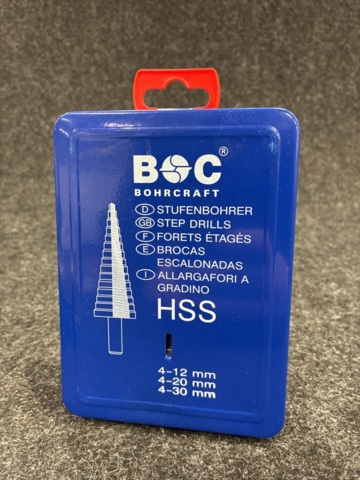 BOC®
BOHRCRAFT
D STUFENBOHRER
GB STEP DRILLS
F FORETS ÉTAGÉS
E BROCAS
ESCALONADAS
I ALLARGAFORI A
GRADINO
HSS
4-12 mm
4-20 mm
4-30 mm